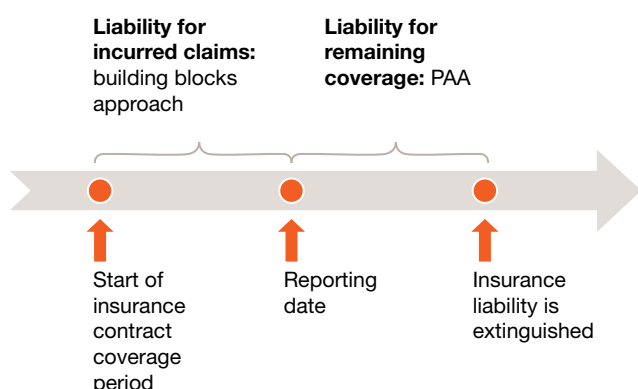 Liability for
incurred claims:
building blocks
approach
Liability for
remaining
coverage: PAA
Start of
insurance
contract
coverage
period
Reporting
date
Insurance
liability is
extinguished